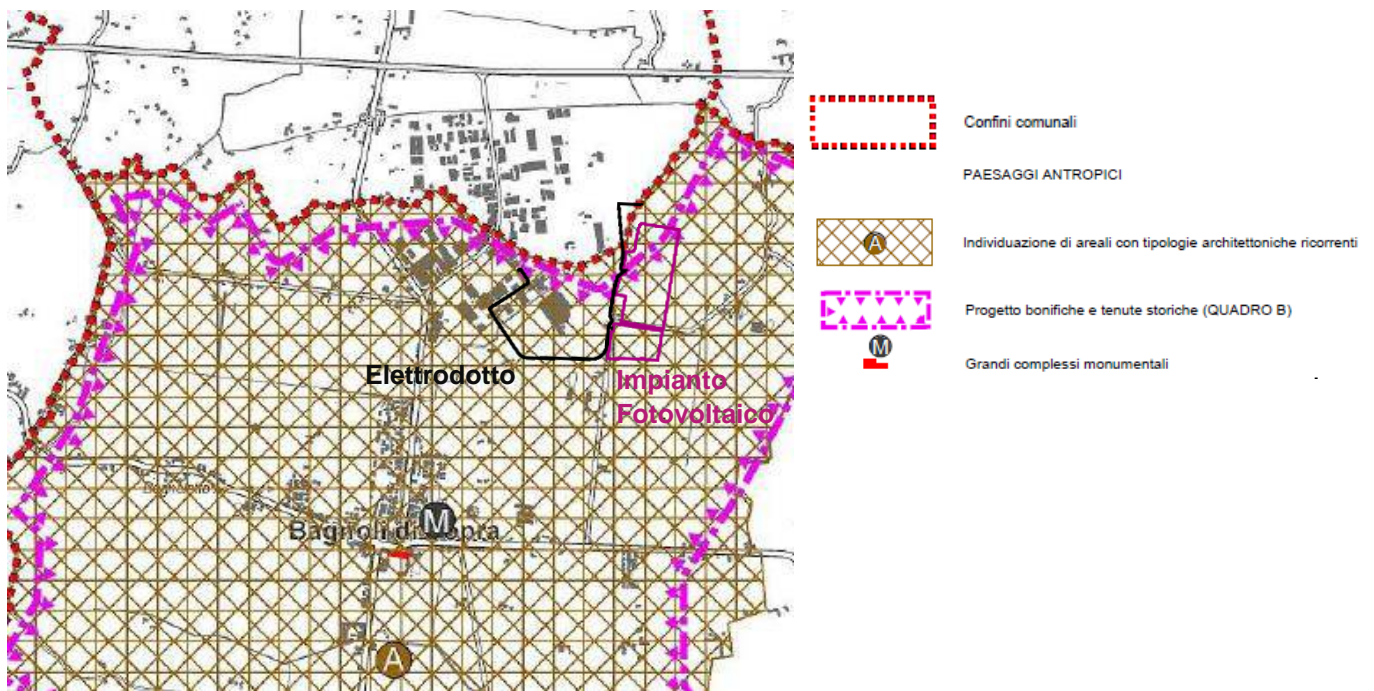 Confini comunali
PAESAGGI ANTROPICI
A
Individuazione di areali con tipologie architettoniche ricorrenti
Progetto bonifiche e tenute storiche (QUADRO B)
M
Grandi complessi monumentali
Elettrodotto
Impianto
Fotovoltaico
M
Bagnoli di Sopra
A